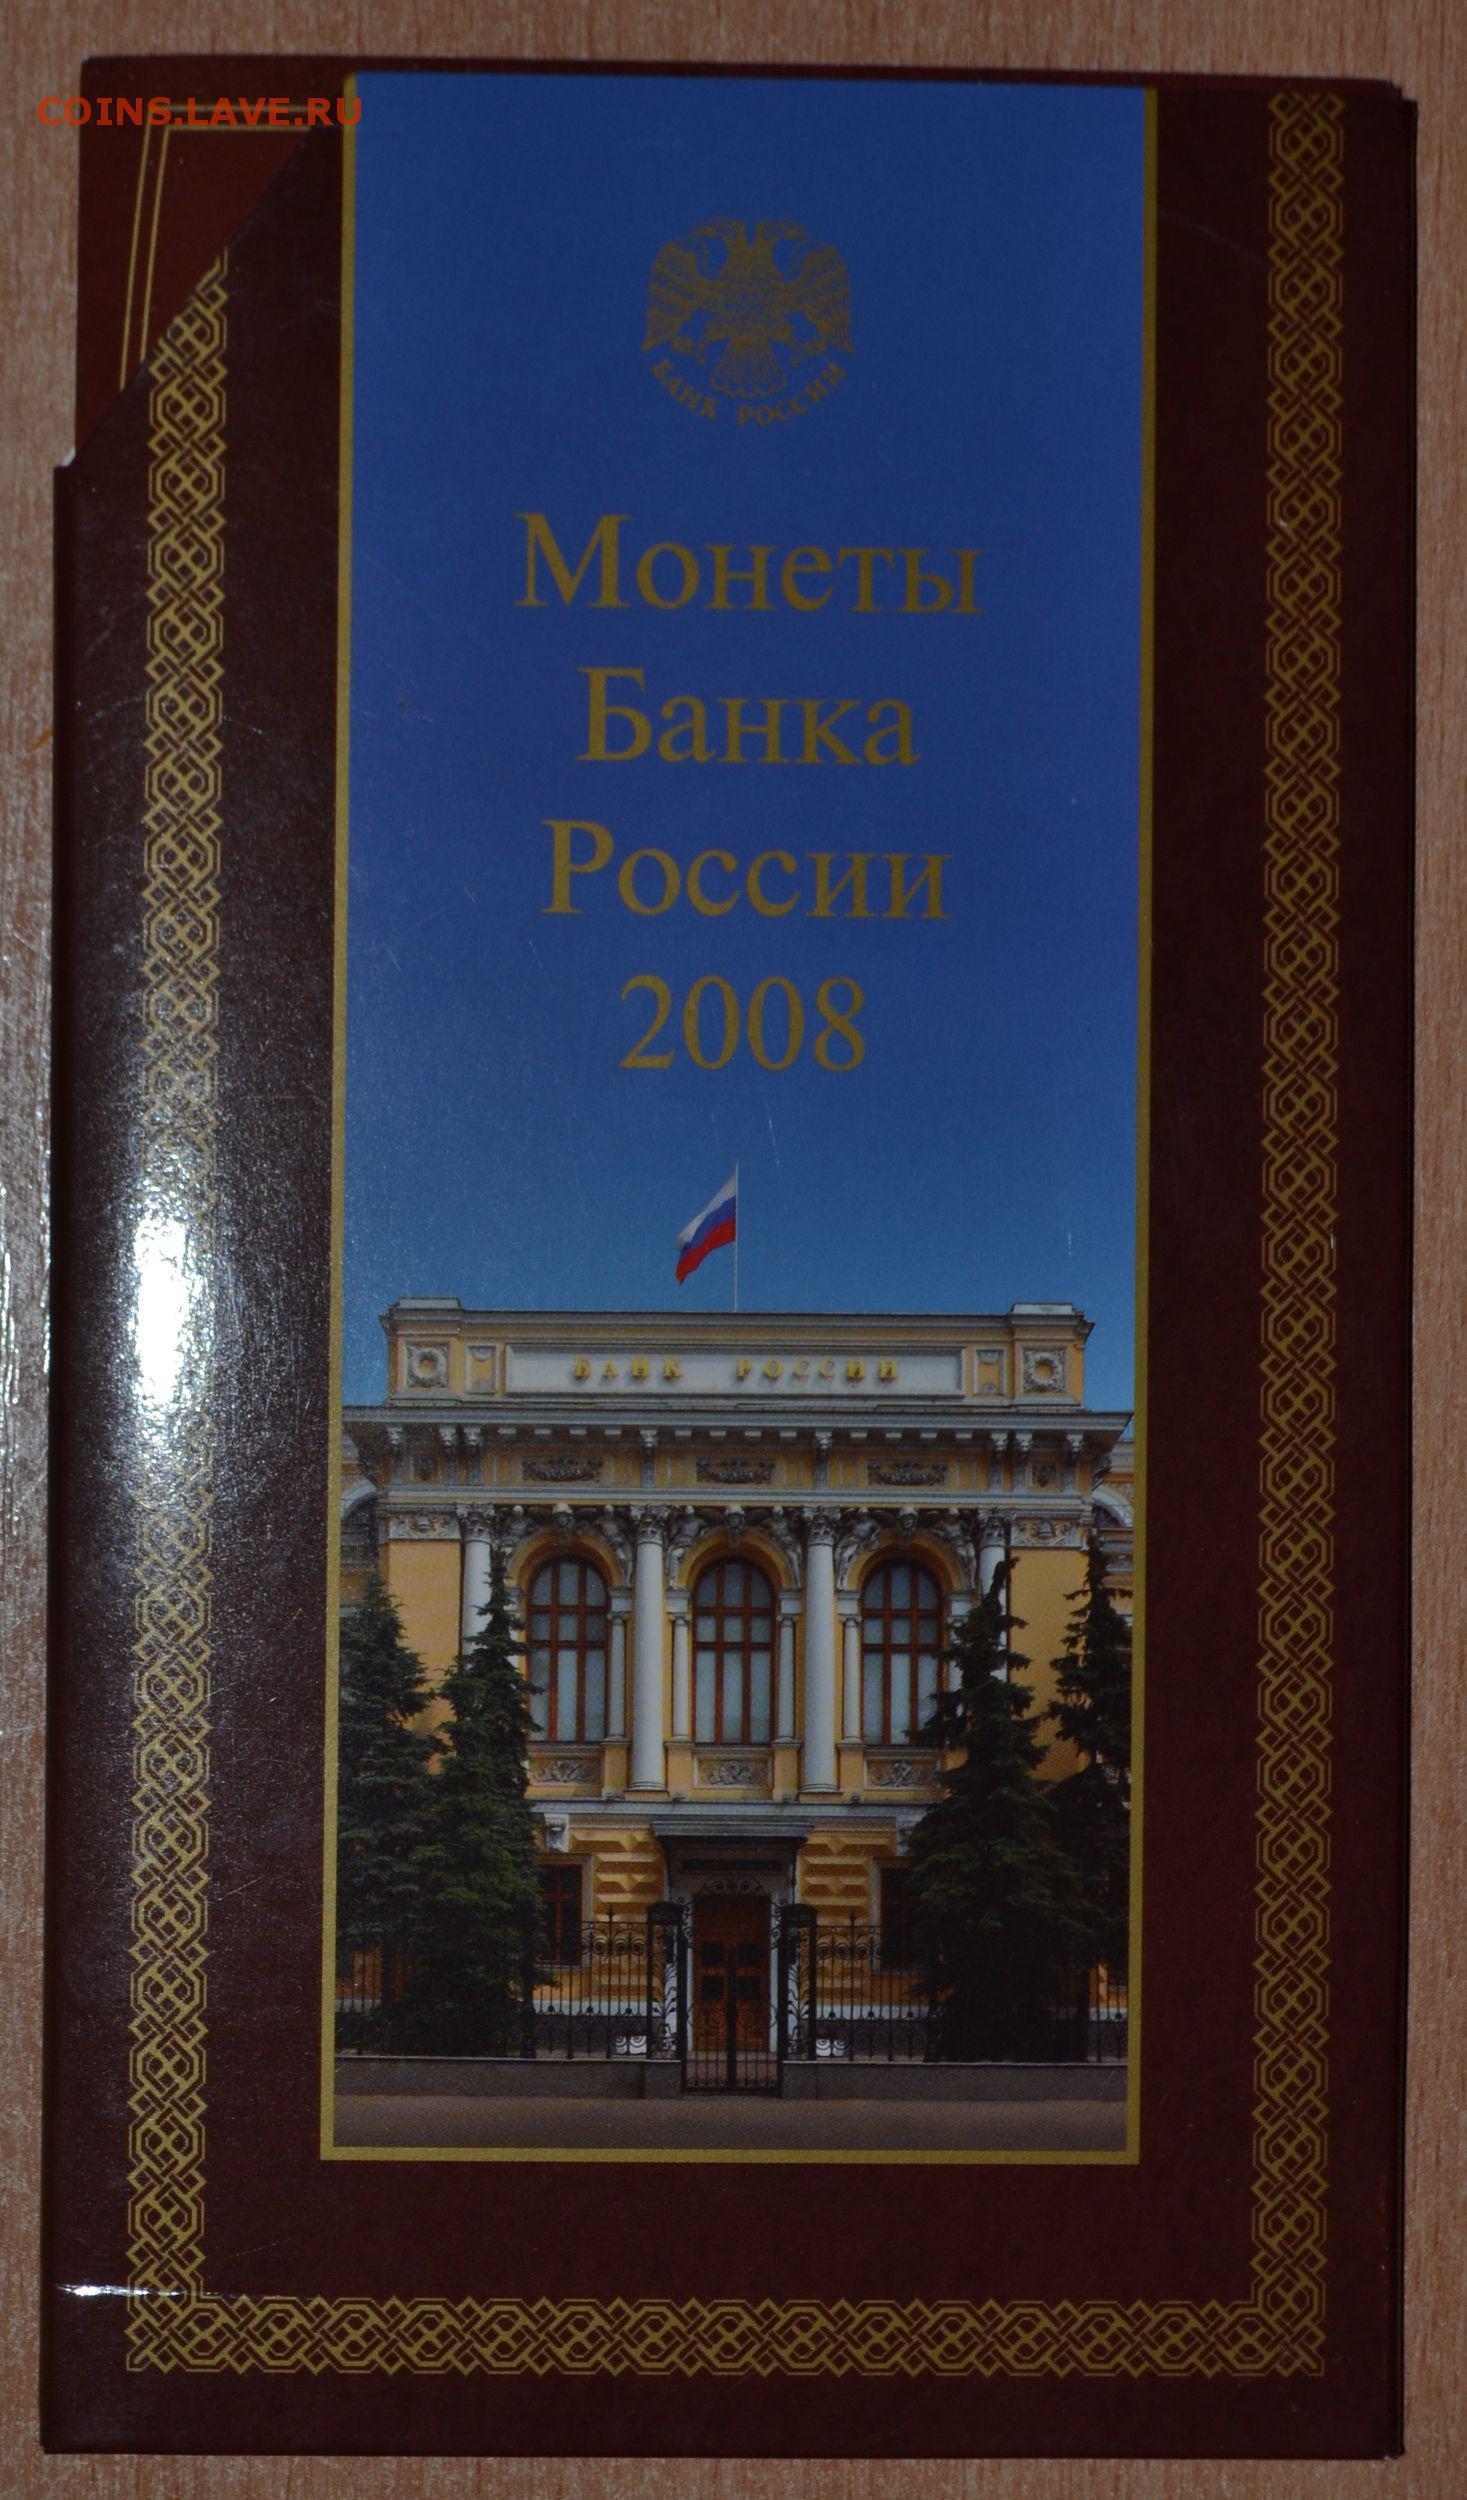 COINS.LAVE.RU
БАНК РОССИИ
Монеты
Банка
России
2008
БАНК РОССИИ